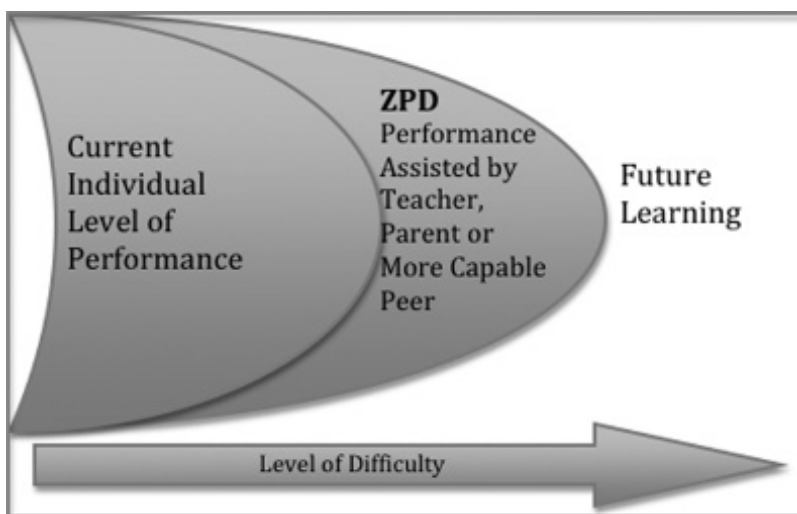 Current
Individual
Level of
Performance
ZPD
Performance
Assisted by
Teacher,
Parent or
More Capable
Peer
Future
Learning
Level of Difficulty